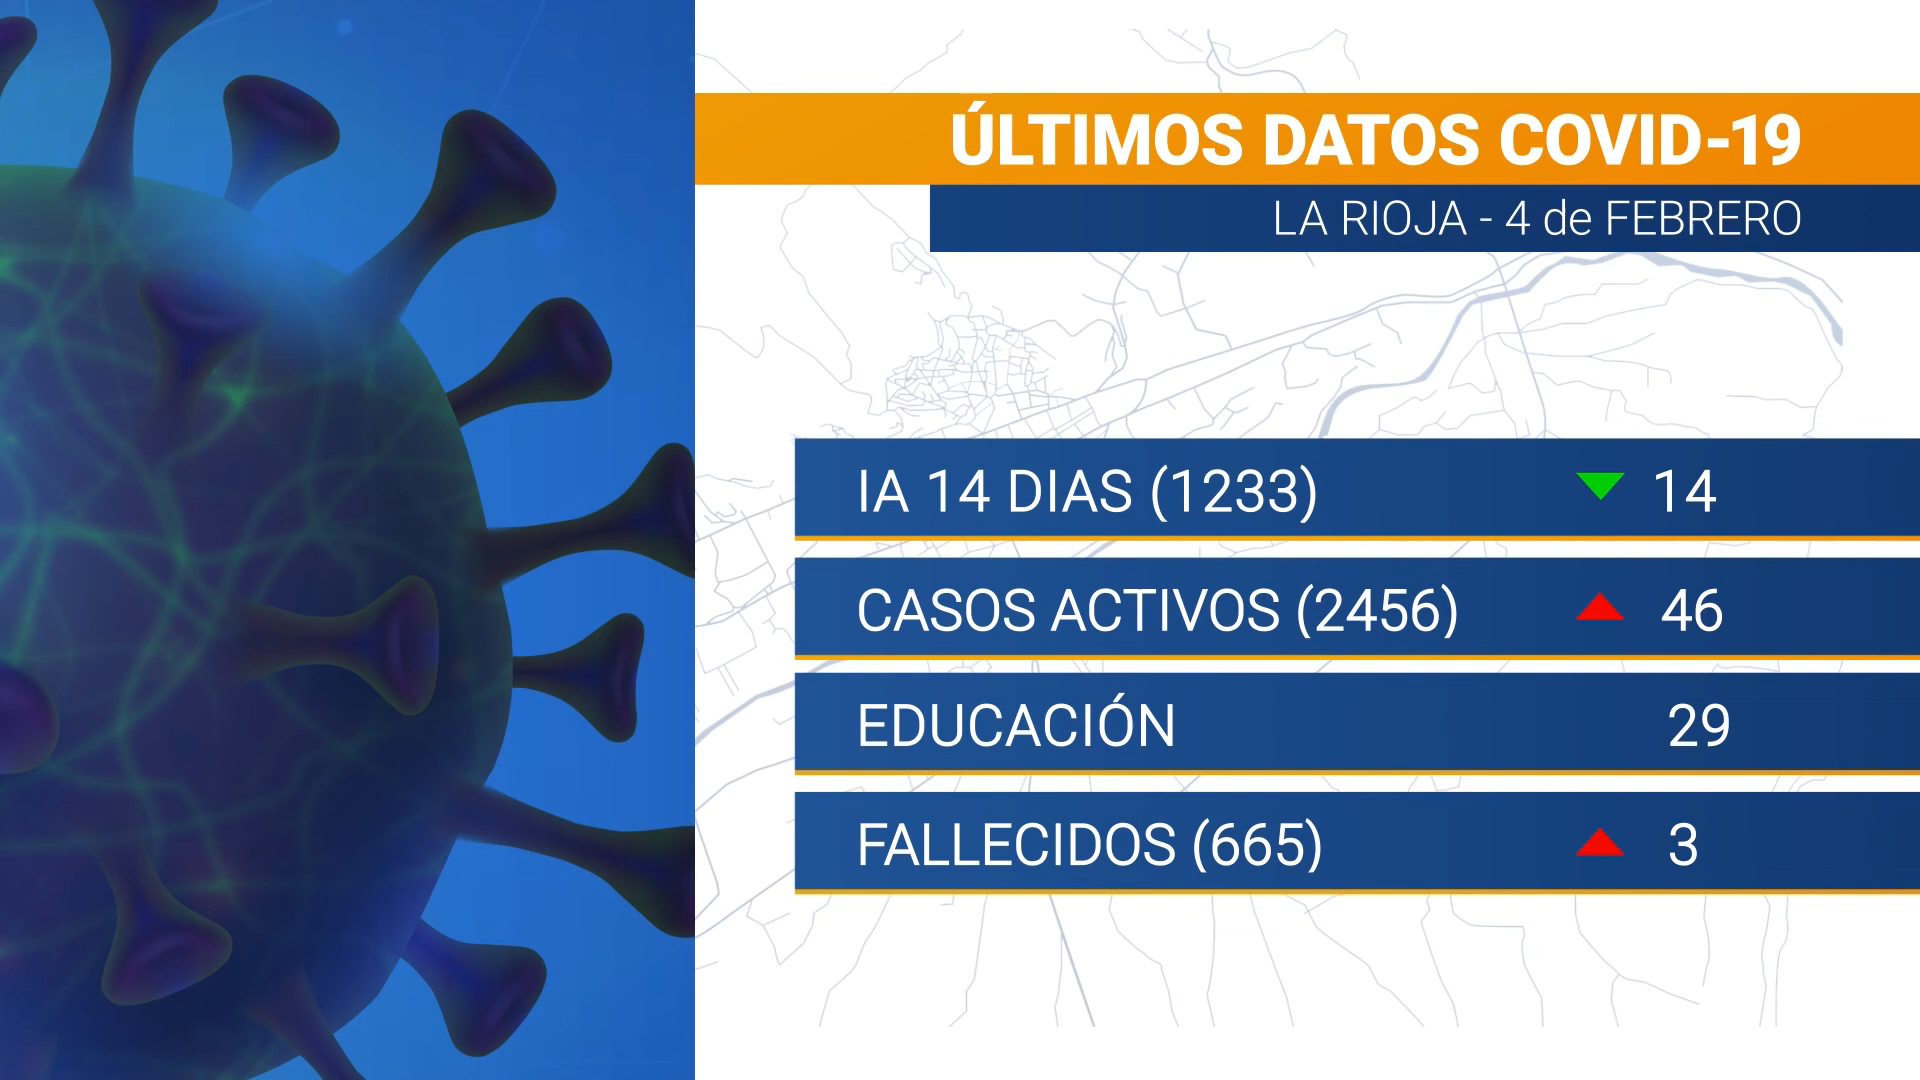 ÚLTIMOS DATOS COVID-19
LA RIOJA - 4 de FEBRERO
IA 14 DIAS (1233) 14
CASOS ACTIVOS (2456) 46
EDUCACIÓN 29
FALLECIDOS (665) 3